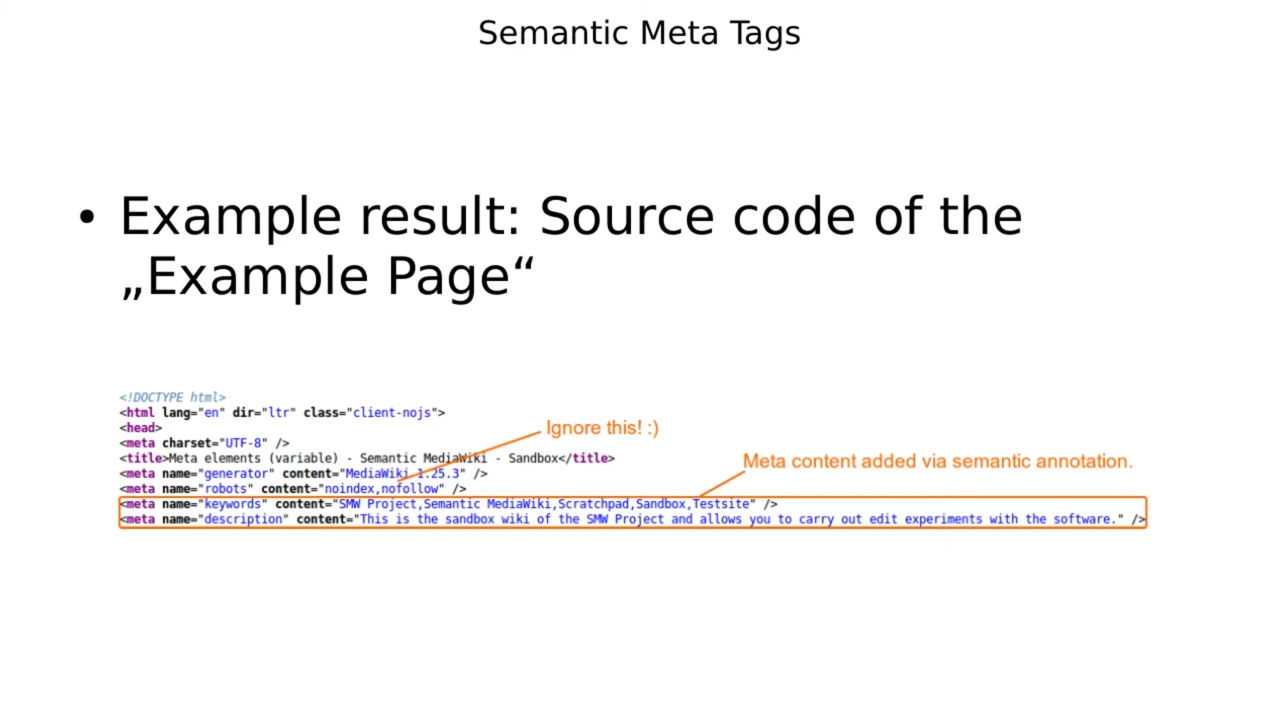 Semantic Meta Tags
• Example result: Source code of the
„Example Page“
<!DOCTYPE html>
<html lang="en" dir="ltr" class="client-nojs">
<head>
Ignore this! :)
<meta charset="UTF-8" />
<title>Meta elements (variable) - Semantic MediaWiki - Sandbox</title>
Meta content added via semantic annotation.
<meta name="generator" content="MediaWiki 1.25.3" />
<meta name="robots" content="noindex,nofollow" />
<meta name="keywords" content="SMW Project,Semantic MediaWiki,Scratchpad,Sandbox,Testsite" />
<meta name="description" content="This is the sandbox wiki of the SMW Project and allows you to carry out edit experiments with the software." />